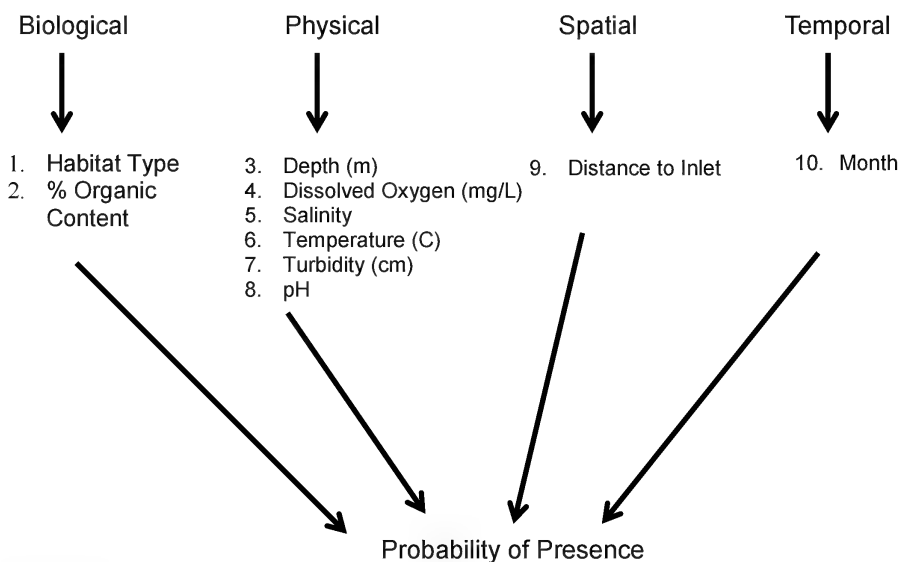 Biological
Physical
Spatial
Temporal
1. Habitat Type
2. % Organic
Content
3. Depth (m)
4. Dissolved Oxygen (mg/L)
5. Salinity
6. Temperature (C)
7. Turbidity (cm)
8. pH
9. Distance to Inlet
10. Month
Probability of Presence